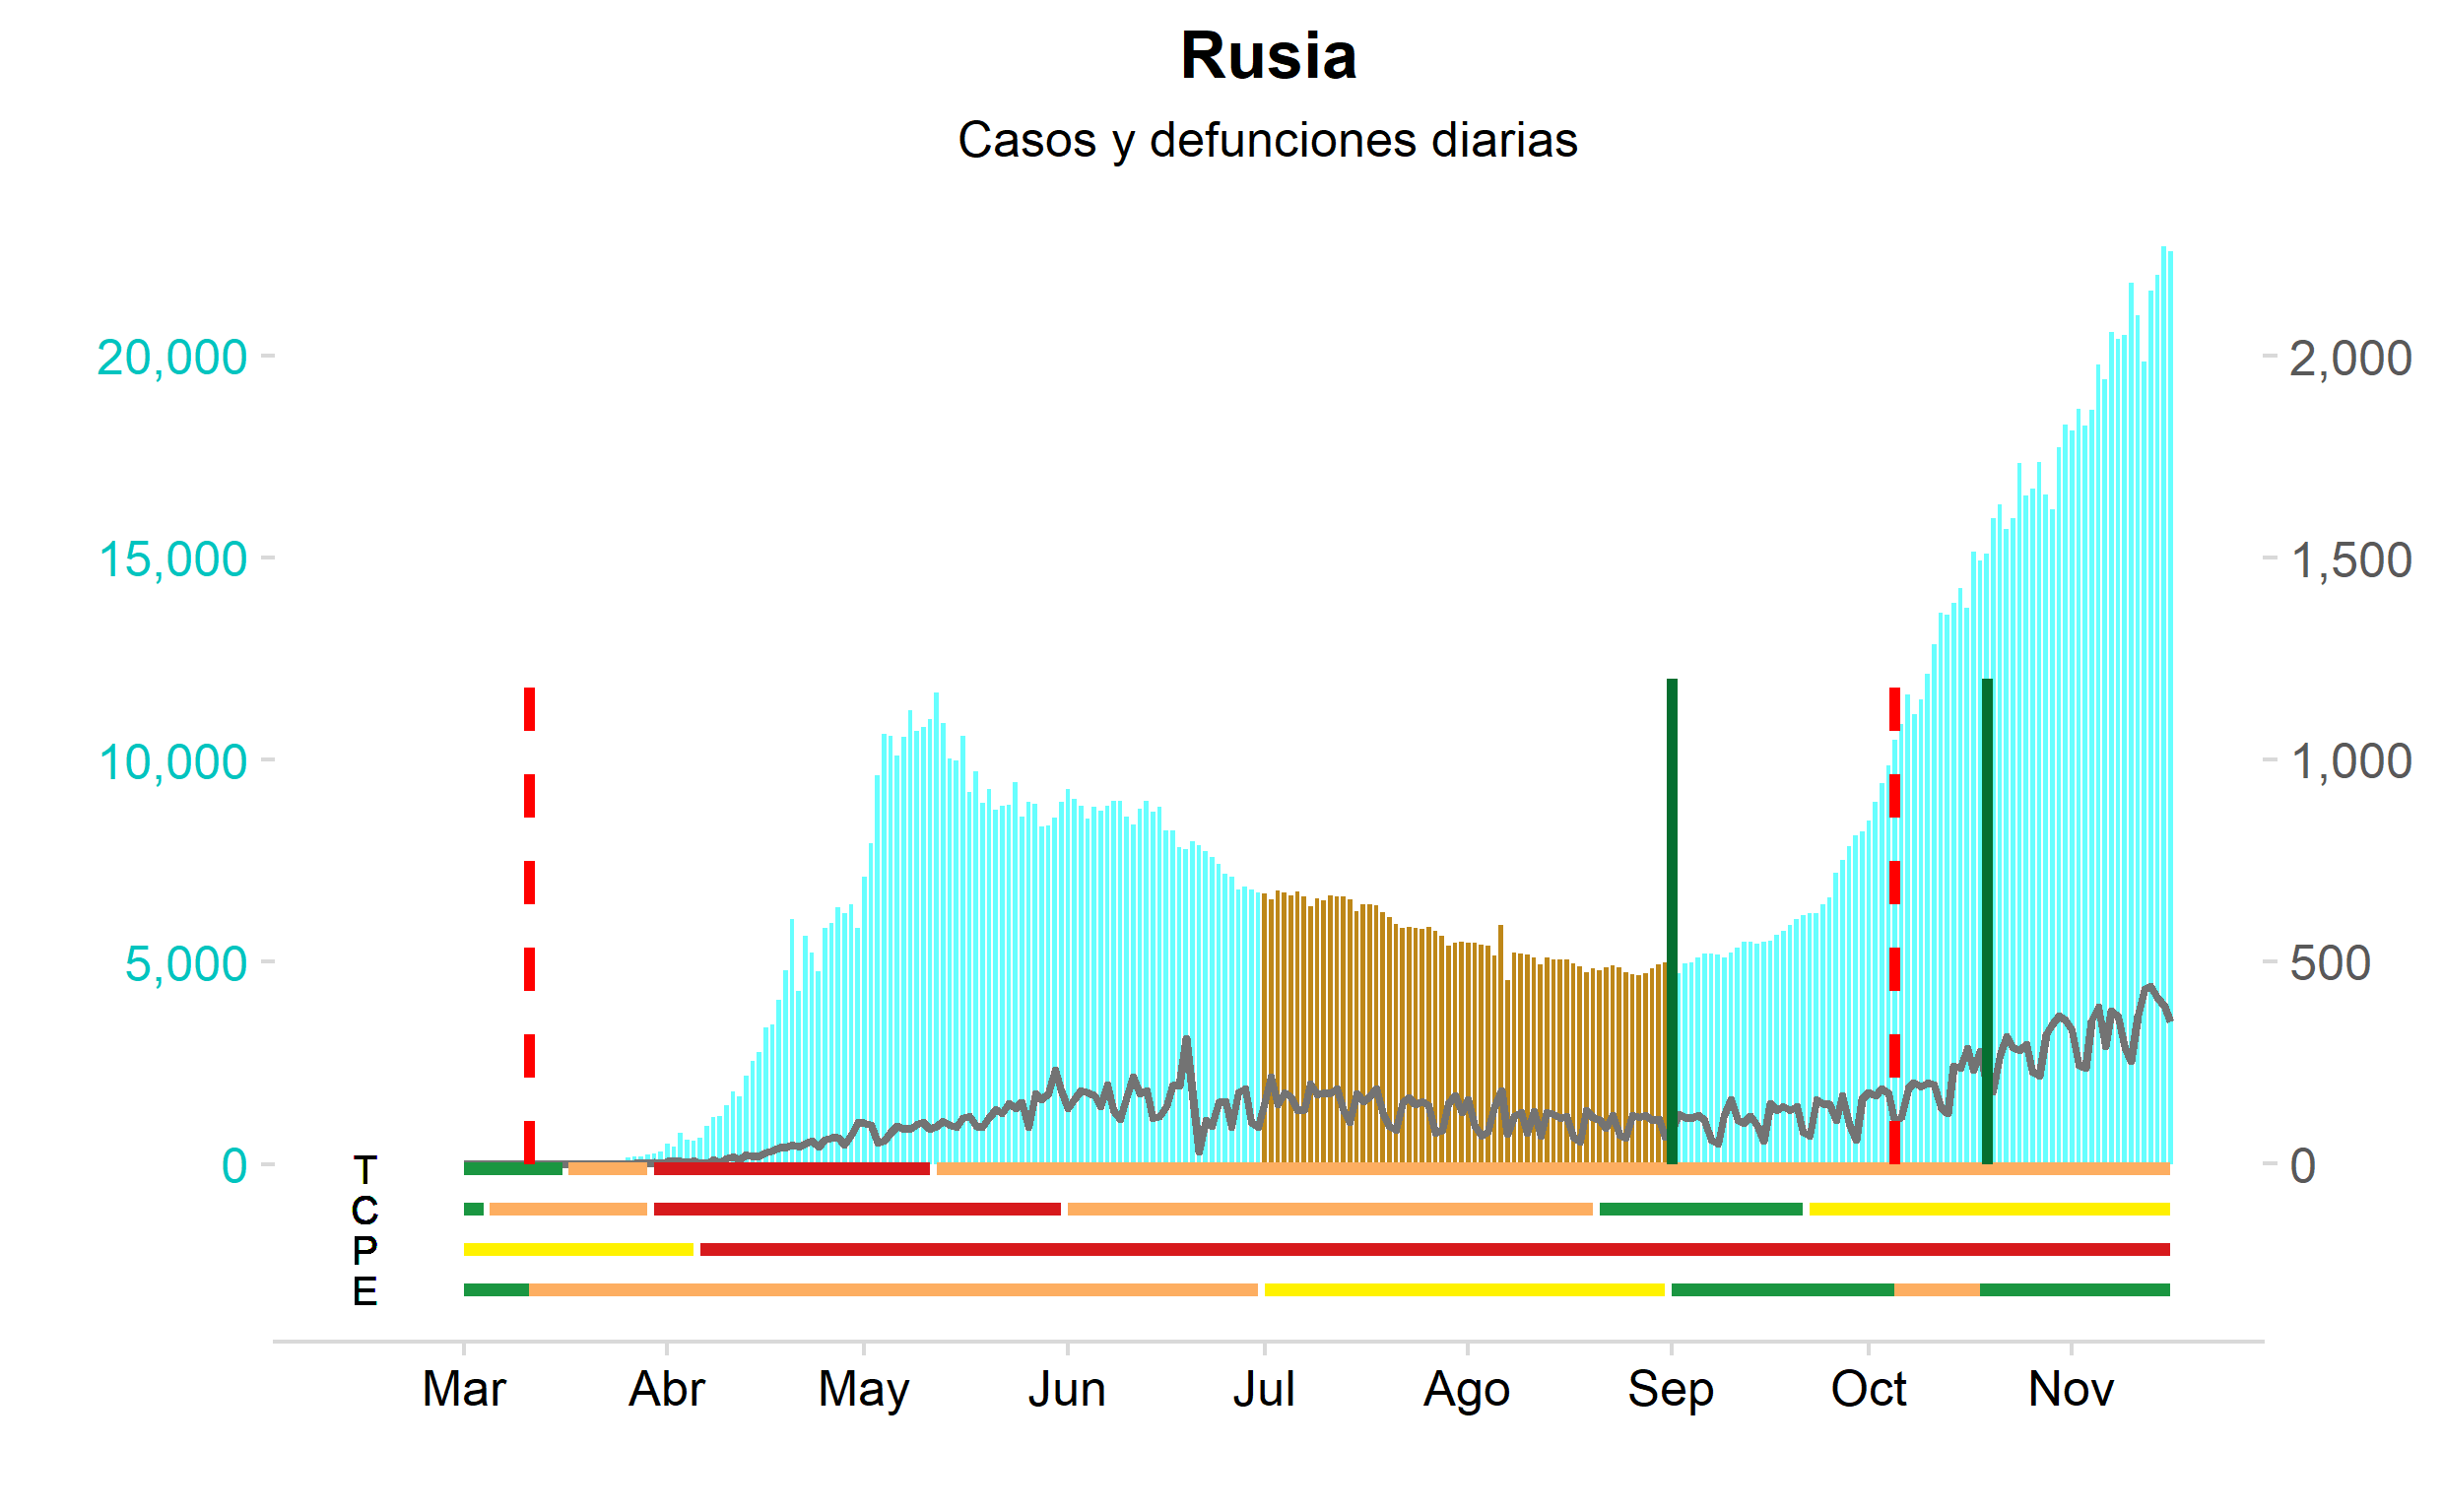 Rusia
Casos y defunciones diarias
20,000
2,000
15,000
1,500
10,000
1,000
5,000
500
0
0
T
C
P
E
Mar Abr May Jun Jul Ago Sep Oct Nov